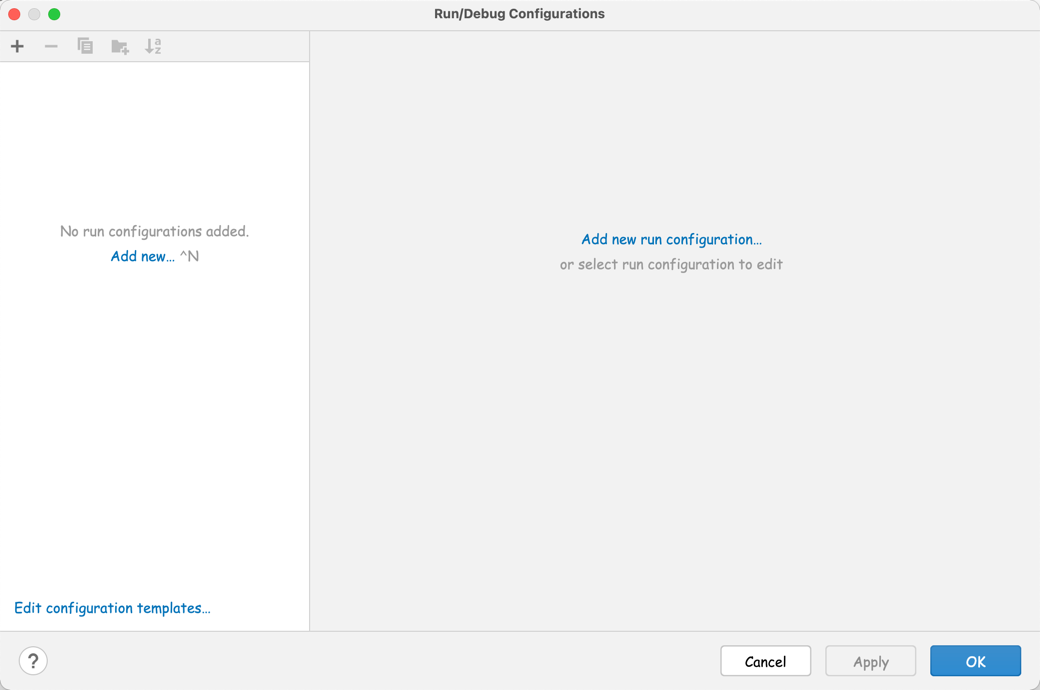 Run/Debug Configurations
No run configurations added.
Add new... ^N
Add new run configuration...
or select run configuration to edit
Edit configuration templates...
?
Cancel
Apply
OK